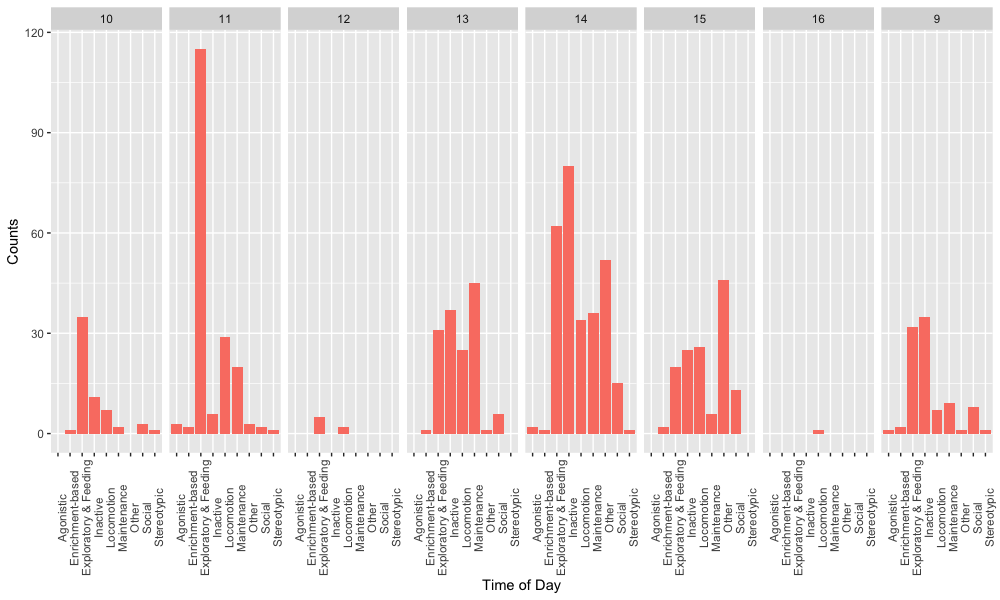 10 11 12 13 14 15 16 9
120
90
60
30
0
Counts
Agonistic
Enrichment-based
Exploratory & Feeding
Inactive
Locomotion
Maintenance
Other
Social
Stereotypic
Agonistic
Enrichment-based
Exploratory & Feeding
Inactive
Locomotion
Maintenance
Other
Social
Stereotypic
Agonistic
Enrichment-based
Exploratory & Feeding
Inactive
Locomotion
Maintenance
Other
Social
Stereotypic
Agonistic
Enrichment-based
Exploratory & Feeding
Inactive
Locomotion
Maintenance
Other
Social
Stereotypic
Agonistic
Enrichment-based
Exploratory & Feeding
Inactive
Locomotion
Maintenance
Other
Social
Stereotypic
Agonistic
Enrichment-based
Exploratory & Feeding
Inactive
Locomotion
Maintenance
Other
Social
Stereotypic
Agonistic
Enrichment-based
Exploratory & Feeding
Inactive
Locomotion
Maintenance
Other
Social
Stereotypic
Agonistic
Enrichment-based
Exploratory & Feeding
Inactive
Locomotion
Maintenance
Other
Social
Stereotypic
Time of Day